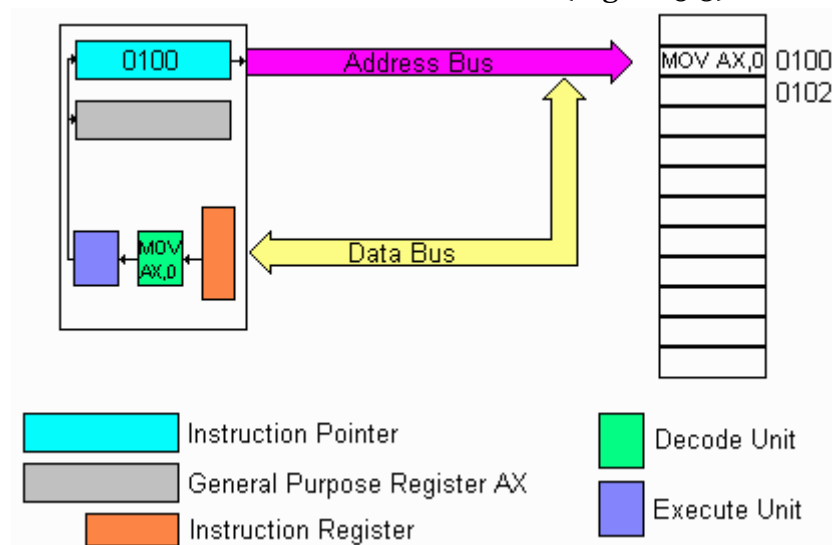 0100
Address Bus
MOV AX,0 0100
0102
MOV
AX,0
Data Bus
Instruction Pointer
General Purpose Register AX
Instruction Register
Decode Unit
Execute Unit